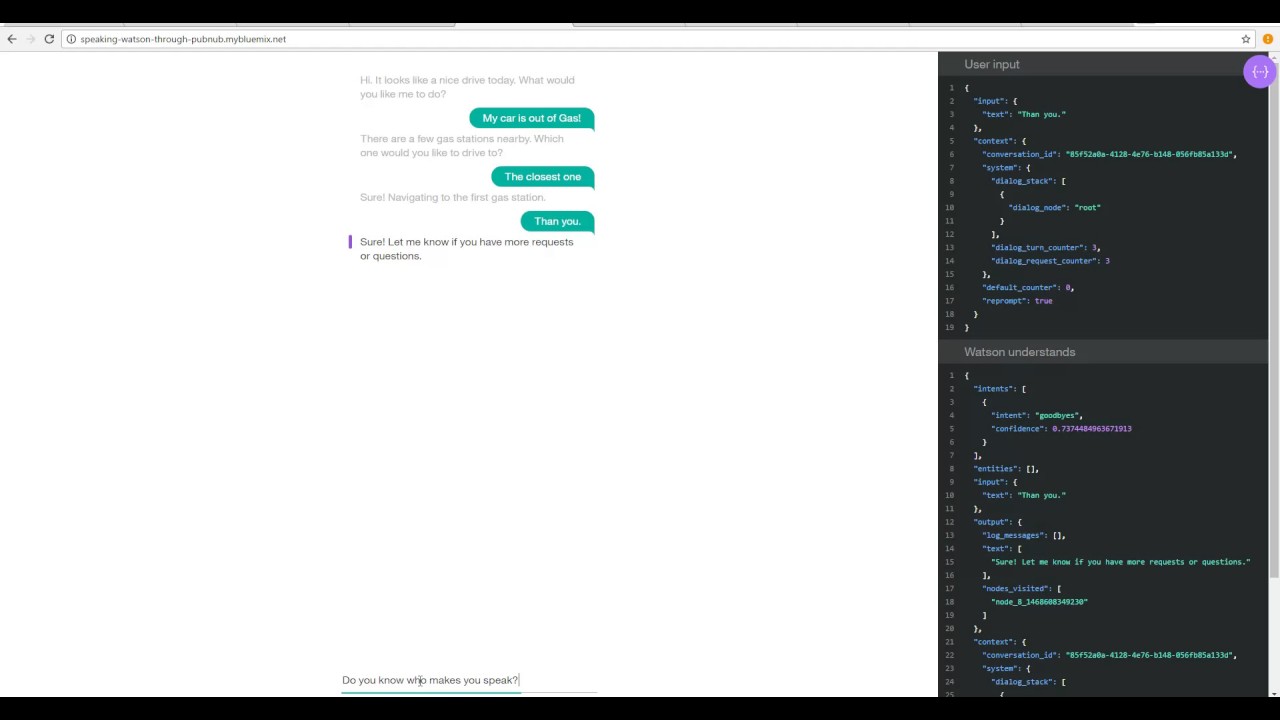 speaking-watson-through-pubnub.mybluemix.net
Hi. It looks like a nice drive today. What would
you like me to do?
My car is out of Gas!
There are a few gas stations nearby. Which
one would you like to drive to?
The closest one
Sure! Navigating to the first gas station.
Than you.
Sure! Let me know if you have more requests
or questions.
Do you know who makes you speak?
User input
1 {
2 "input": {
3 "text": "Than you."
4 },
5 "context": {
6 "conversation_id": "85f52a0a-4128-4e76-b148-056fb85a133d",
7 "system": {
8 "dialog_stack": [
9 {
10 "dialog_node": "root"
11 }
12 ],
13 "dialog_turn_counter": 3,
14 "dialog_request_counter": 3
15 },
16 "default_counter": 0,
17 "reprompt": true
18 }
19 }
Watson understands
1 {
2 "intents": [
3 {
4 "intent": "goodbyes",
5 "confidence": 0.7374484963671913
6 }
7 ],
8 "entities": [],
9 "input": {
10 "text": "Than you."
11 },
12 "output": {
13 "log_messages": [],
14 "text": [
15 "Sure! Let me know if you have more requests or questions."
16 ],
17 "nodes_visited": [
18 "node_8_1468608349230"
19 ]
20 },
21 "context": {
22 "conversation_id": "85f52a0a-4128-4e76-b148-056fb85a133d",
23 "system": {
24 "dialog_stack": [
25 {